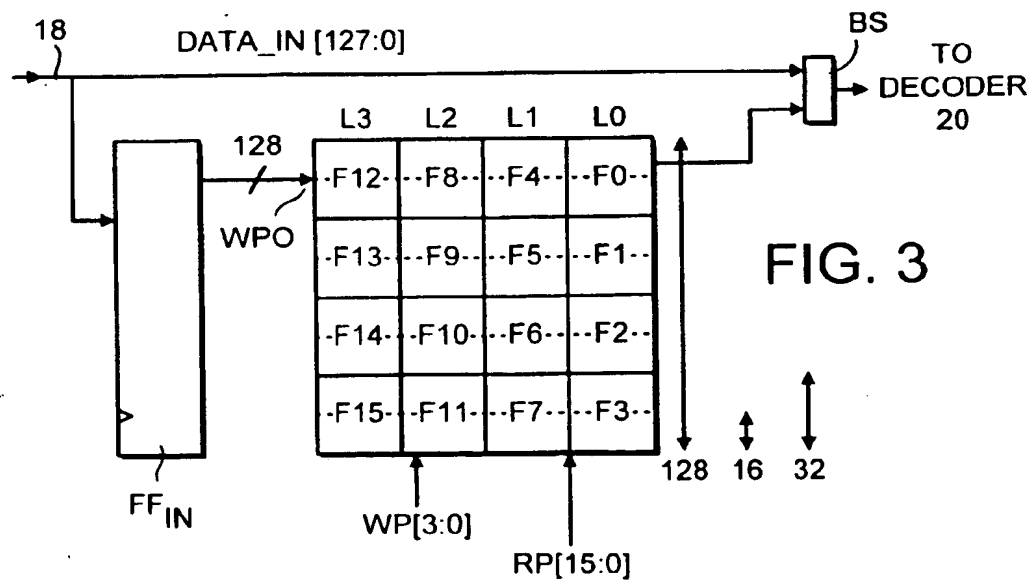 18
DATA_IN [127:0]
BS
TO
DECODER
20
L3 L2 L1 L0
128
WPO
F12 F8 F4 F0
F13 F9 F5 F1
F14 F10 F6 F2
F15 F11 F7 F3
FIG. 3
128 16 32
FF IN
WP[3:0]
RP[15:0]